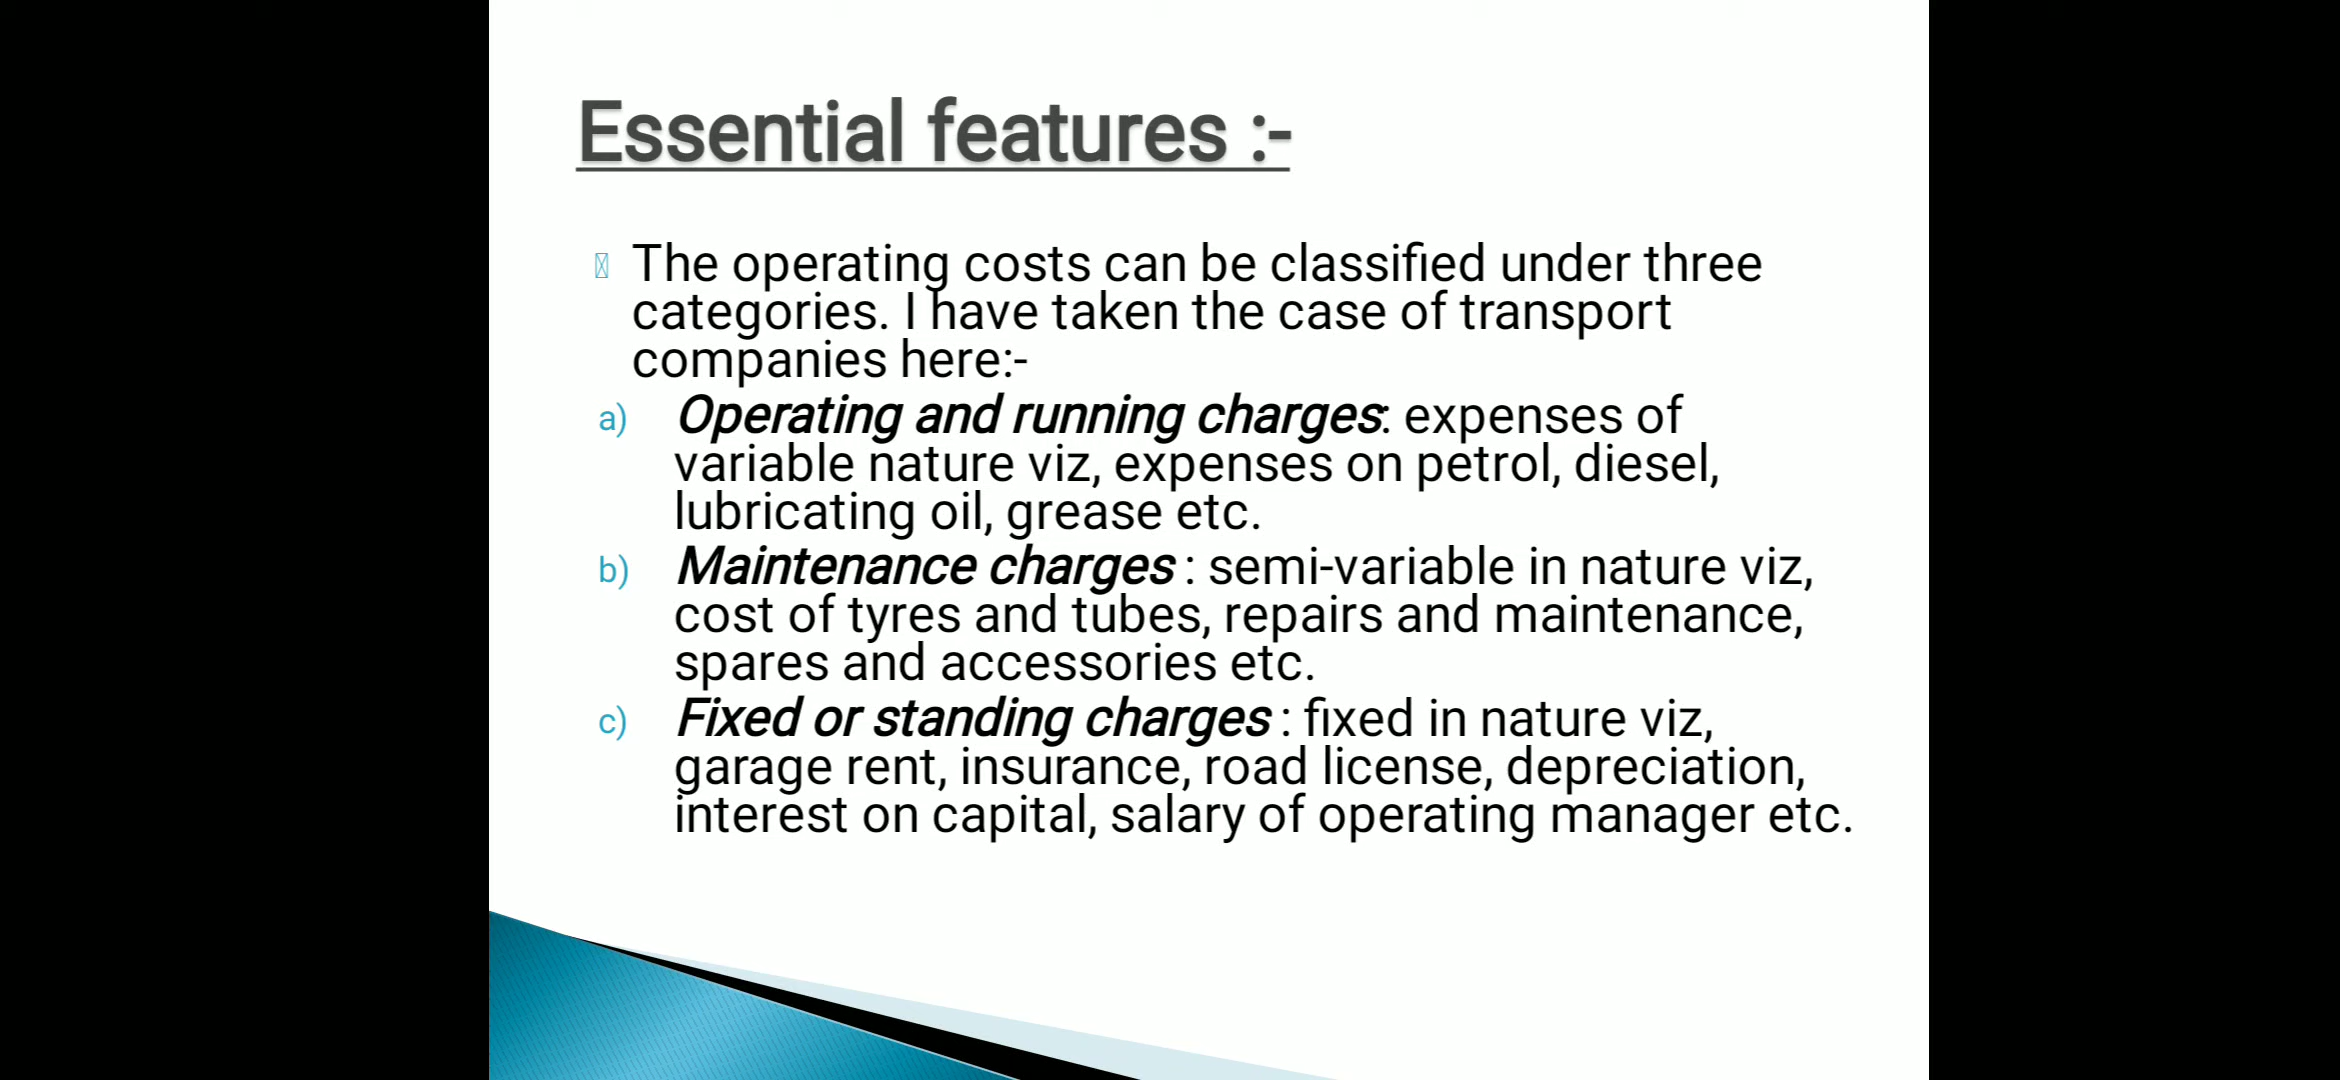 Essential features :-
The operating costs can be classified under three
categories. I have taken the case of transport
companies here:-
a) Operating and running charges: expenses of
variable nature viz, expenses on petrol, diesel,
lubricating oil, grease etc.
b) Maintenance charges : semi-variable in nature viz,
cost of tyres and tubes, repairs and maintenance,
spares and accessories etc.
c) Fixed or standing charges : fixed in nature viz,
garage rent, insurance, road license, depreciation,
interest on capital, salary of operating manager etc.